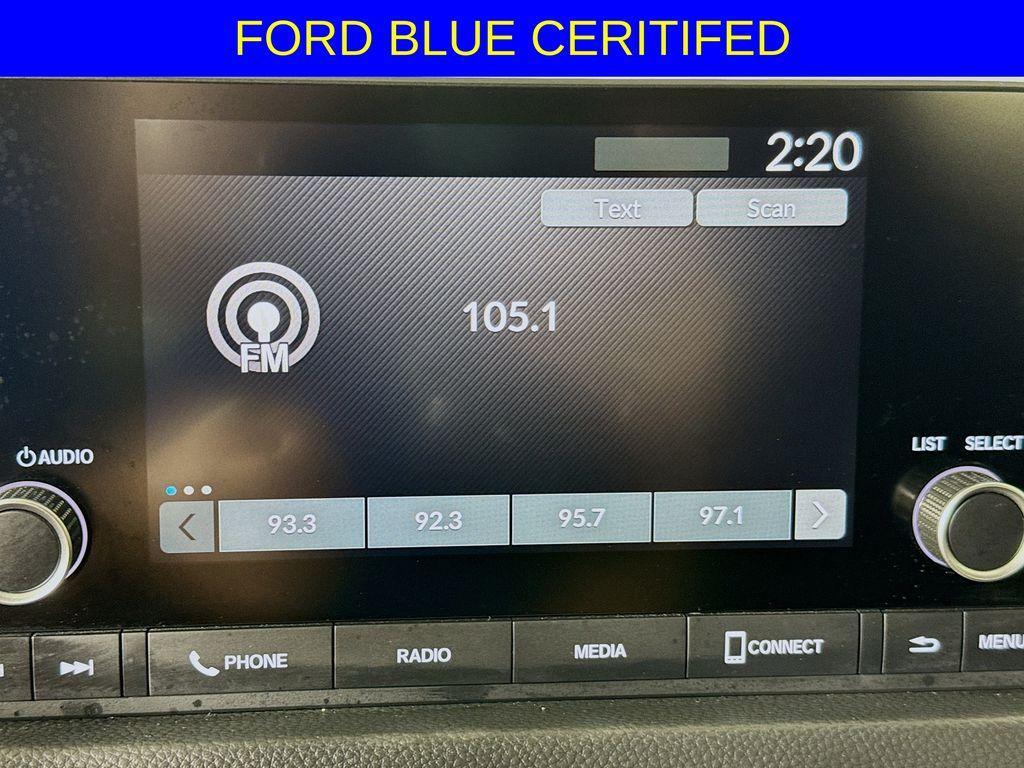 FORD BLUE CERITIFED
2:20
Text Scan
105.1
FM
AUDIO
LIST SELECT
93.3 92.3 95.7 97.1
PHONE RADIO MEDIA CONNECT MENU